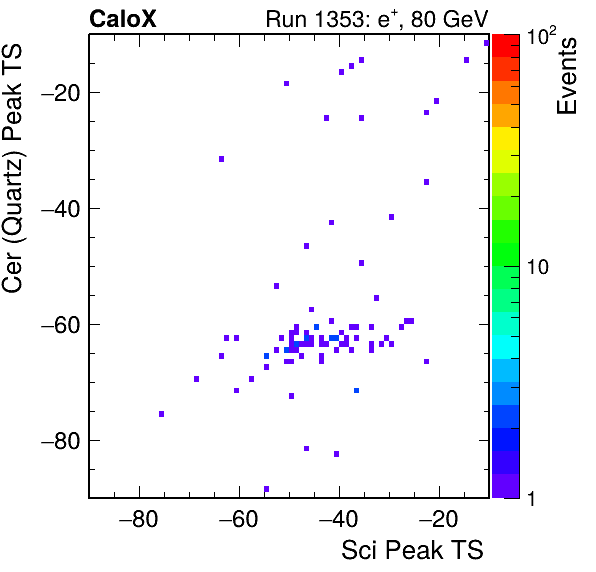 CaloX
Run 1353: e⁺, 80 GeV
Cer (Quartz) Peak TS
−20
−40
−60
−80
−80
−60
−40
−20
Sci Peak TS
10²
10
1
Events